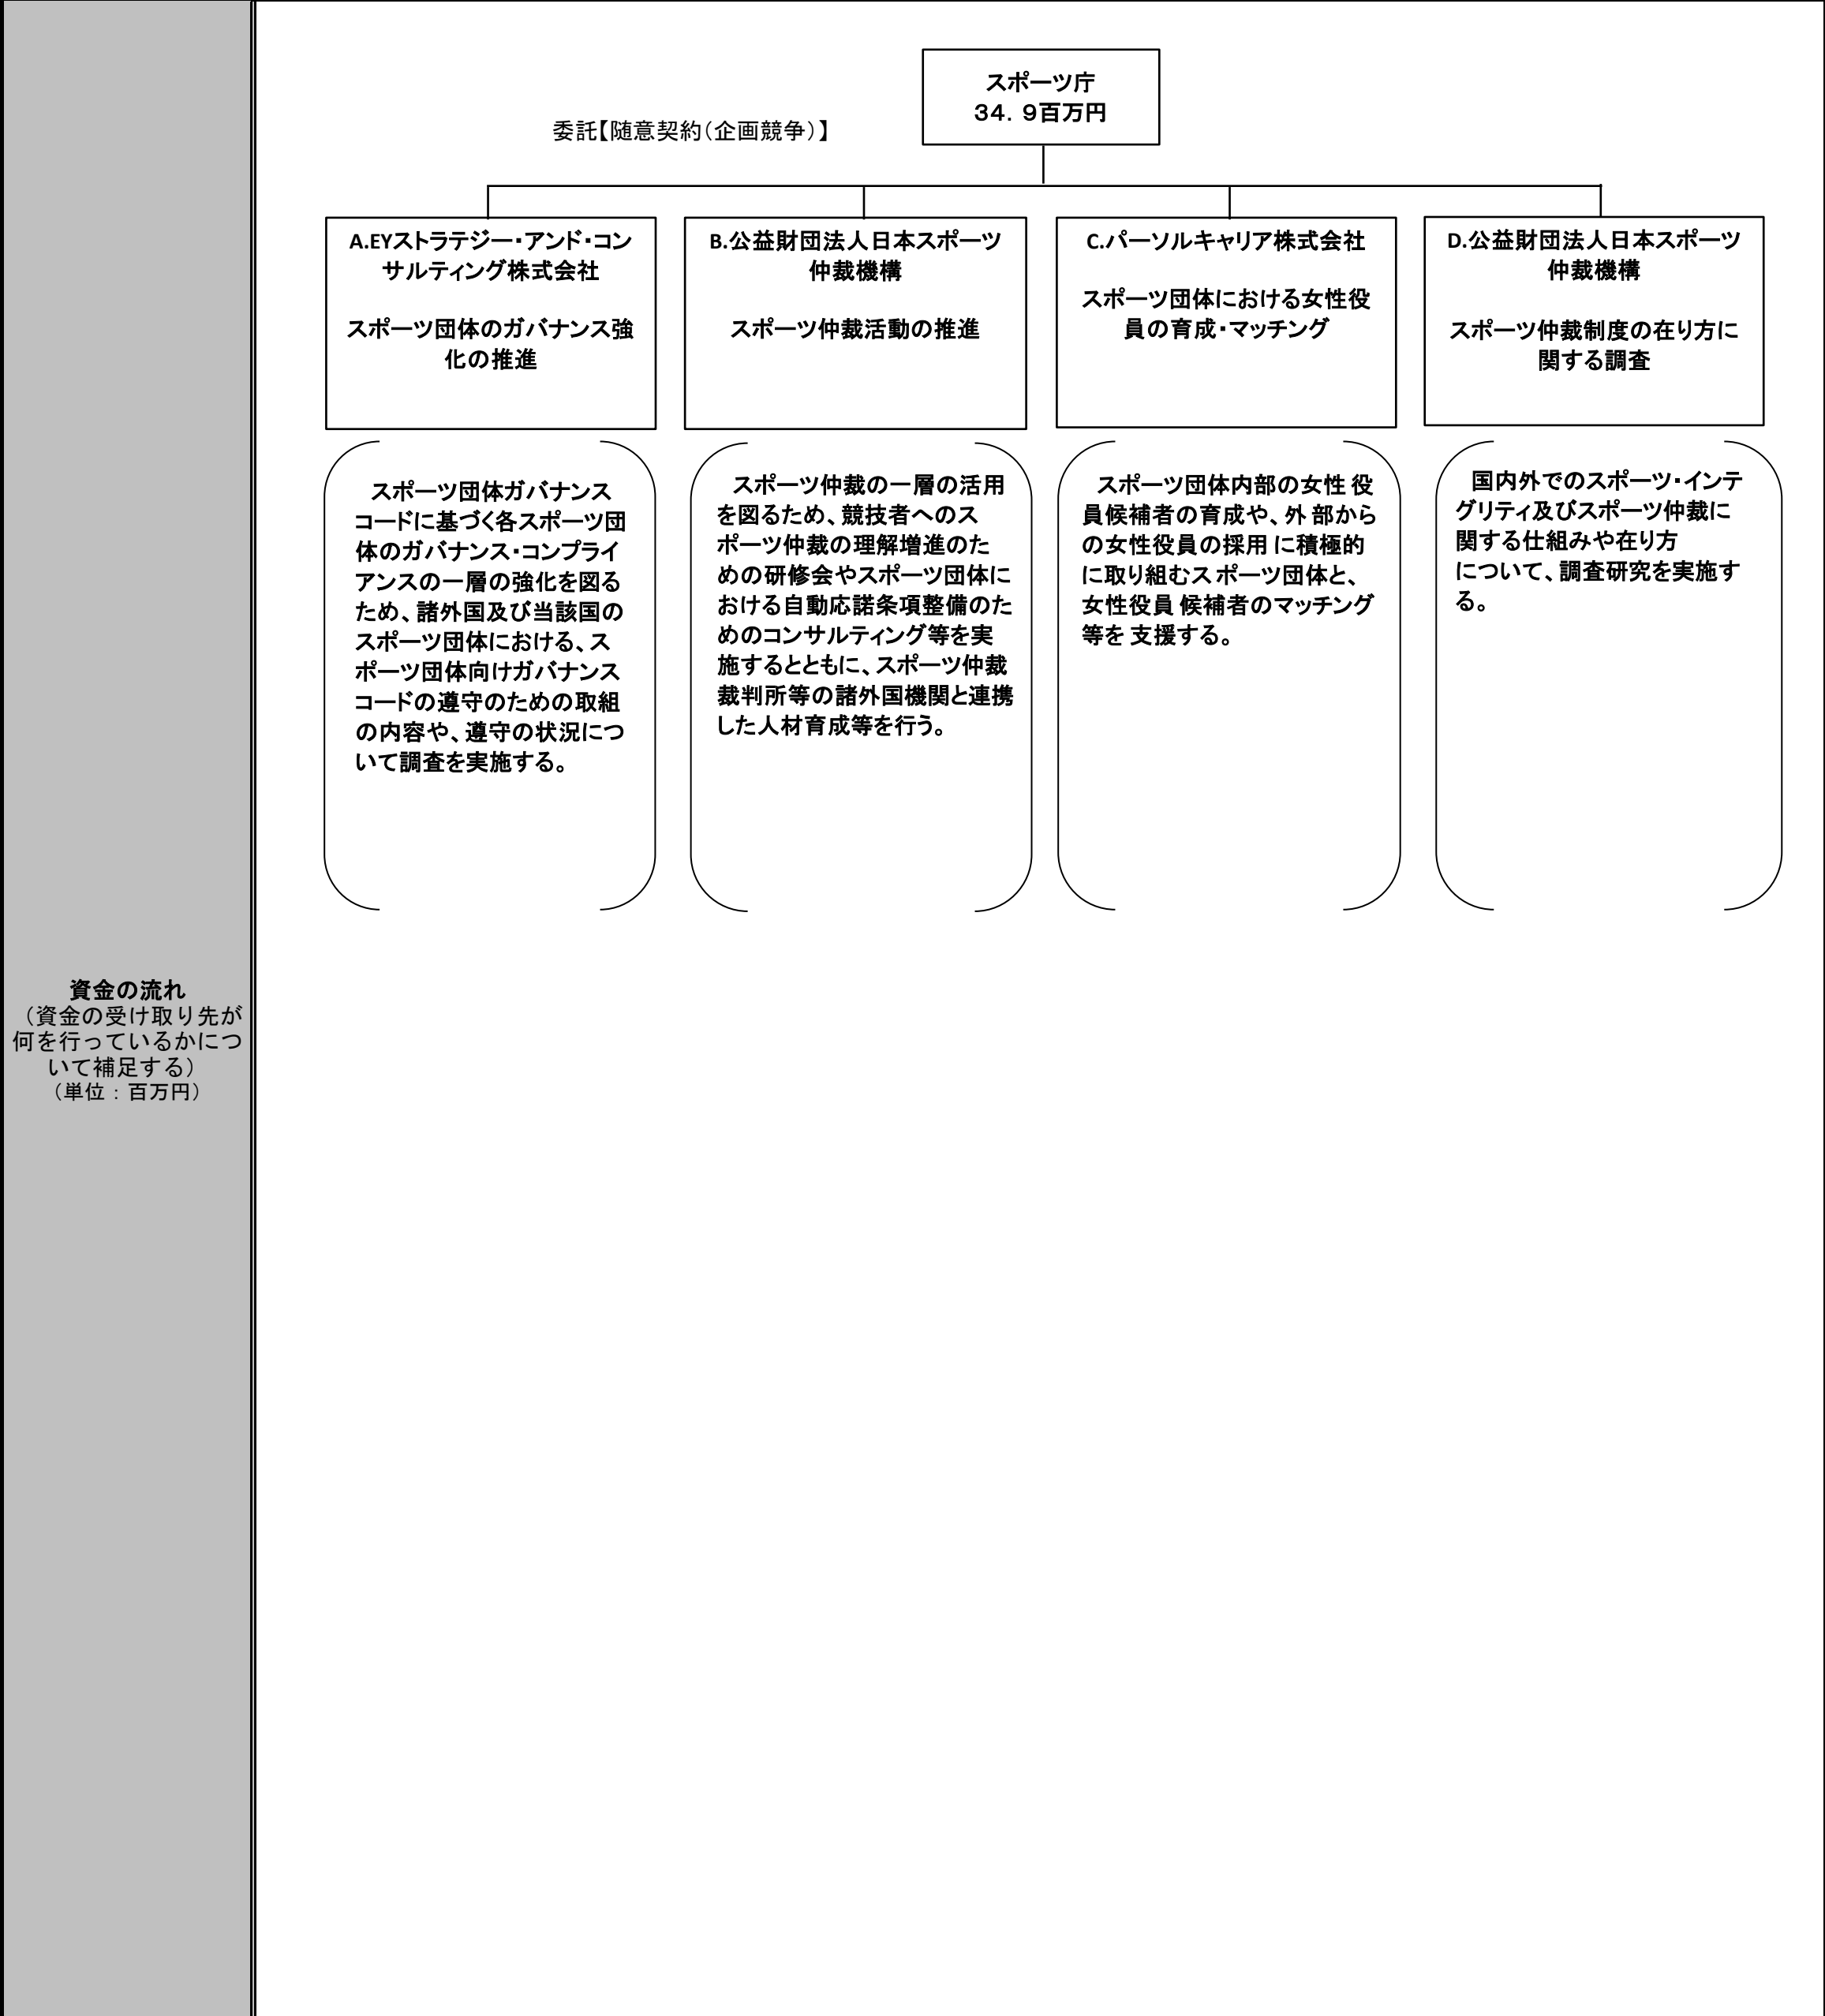 スポーツ庁
34．9百万円
委託【随意契約（企画競争）】
A.EYストラテジー・アンド・コン
サルティング株式会社
スポーツ団体のガバナンス強
化の推進
B.公益財団法人日本スポーツ
仲裁機構
スポーツ仲裁活動の推進
C.パーソルキャリア株式会社
スポーツ団体における女性役
員の育成・マッチング
D.公益財団法人日本スポーツ
仲裁機構
スポーツ仲裁制度の在り方に
関する調査
スポーツ団体ガバナンス
コードに基づく各スポーツ団
体のガバナンス・コンプライ
アンスの一層の強化を図る
ため、諸外国及び当該国の
スポーツ団体における、ス
ポーツ団体向けガバナンス
コードの遵守のための取組
の内容や、遵守の状況につ
いて調査を実施する。
スポーツ仲裁の一層の活用
を図るため、競技者へのス
ポーツ仲裁の理解増進のた
めの研修会やスポーツ団体に
おける自動応諾条項整備のた
めのコンサルティング等を実
施するとともに、スポーツ仲裁
裁判所等の諸外国機関と連携
した人材育成等を行う。
スポーツ団体内部の女性 役
員候補者の育成や、外 部から
の女性役員の採用 に積極的
に取り組むス ポーツ団体と、
女性役員 候補者のマッチング
等を 支援する。
国内外でのスポーツ・インテ
グリティ及びスポーツ仲裁に
関する仕組みや在り方
について、調査研究を実施す
る。
資金の流れ
（資金の受け取り先が
何を行っているかにつ
いて補足する）
（単位：百万円）